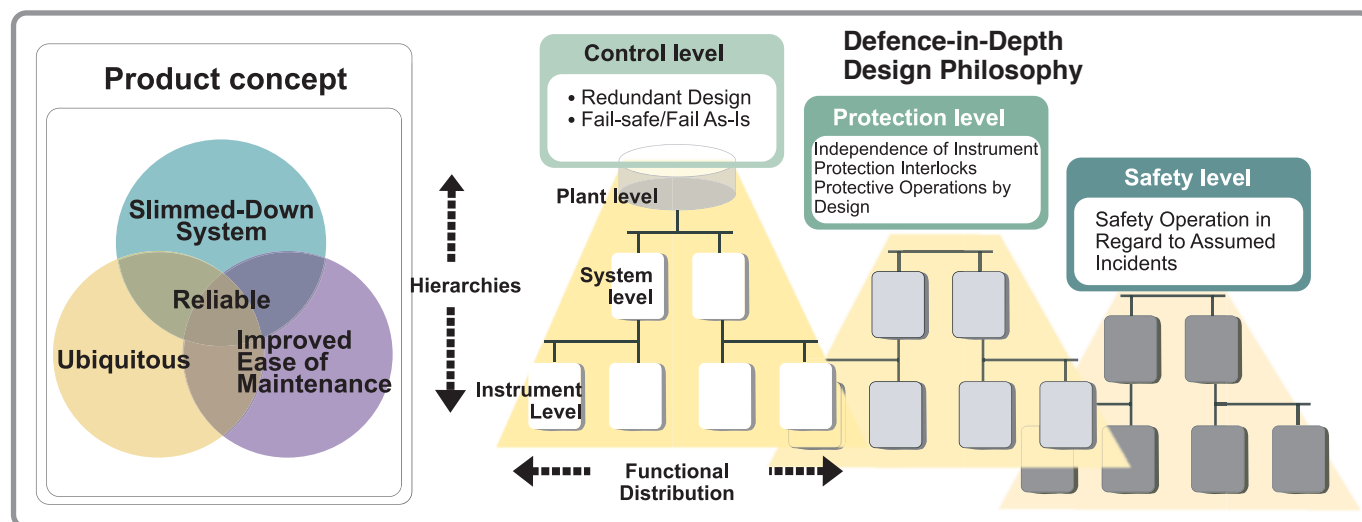 Product concept
Slimmed-Down
System
Reliable
Ubiquitous
Improved
Ease of
Maintenance
Defence-in-Depth
Design Philosophy
Control level
• Redundant Design
• Fail-safe/Fail As-Is
Protection level
Independence of Instrument
Protection Interlocks
Protective Operations by
Design
Safety level
Safety Operation in
Regard to Assumed
Incidents
Hierarchies
Plant level
System
level
Instrument
Level
Functional
Distribution